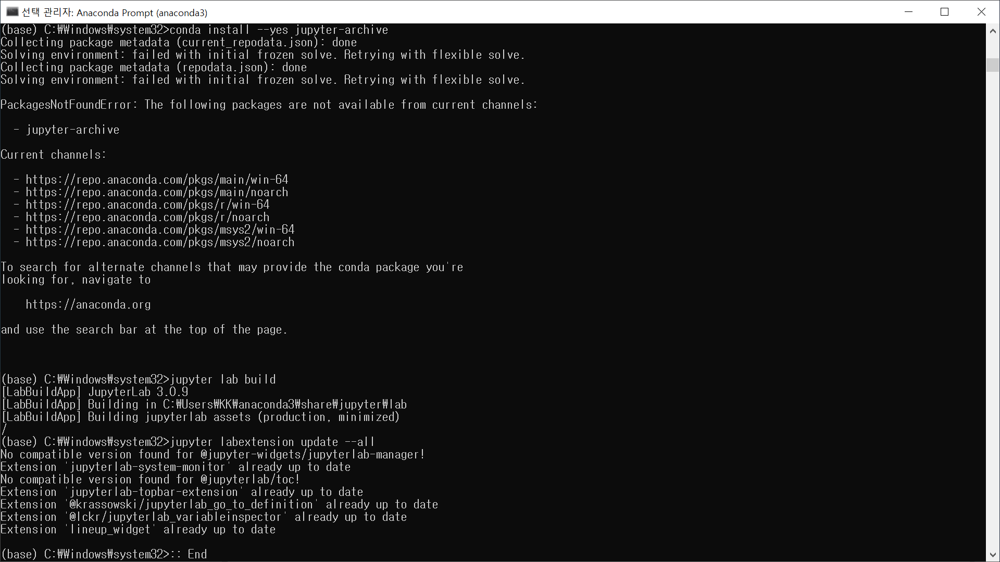 선택 관리자: Anaconda Prompt (anaconda3)
(base) C:₩Windows₩system32>conda install --yes jupyter-archive
Collecting package metadata (current_repodata.json): done
Solving environment: failed with initial frozen solve. Retrying with flexible solve.
Collecting package metadata (repodata.json): done
Solving environment: failed with initial frozen solve. Retrying with flexible solve.
PackagesNotFoundError: The following packages are not available from current channels:
- jupyter-archive
Current channels:
- https://repo.anaconda.com/pkgs/main/win-64
- https://repo.anaconda.com/pkgs/main/noarch
- https://repo.anaconda.com/pkgs/r/win-64
- https://repo.anaconda.com/pkgs/r/noarch
- https://repo.anaconda.com/pkgs/msys2/win-64
- https://repo.anaconda.com/pkgs/msys2/noarch
To search for alternate channels that may provide the conda package you're
looking for, navigate to
https://anaconda.org
and use the search bar at the top of the page.
(base) C:₩Windows₩system32>jupyter lab build
[LabBuildApp] JupyterLab 3.0.9
[LabBuildApp] Building in C:₩Users₩KK₩anaconda3₩share₩jupyter₩lab
[LabBuildApp] Building jupyterlab assets (production, minimized)
/
(base) C:₩Windows₩system32>jupyter labextension update --all
No compatible version found for @jupyter-widgets/jupyterlab-manager!
Extension 'jupyterlab-system-monitor' already up to date
No compatible version found for @jupyterlab/toc!
Extension 'jupyterlab-topbar-extension' already up to date
Extension '@krassowski/jupyterlab_go_to_definition' already up to date
Extension '@lckr/jupyterlab_variableinspector' already up to date
Extension 'lineup_widget' already up to date
(base) C:₩Windows₩system32>:: End